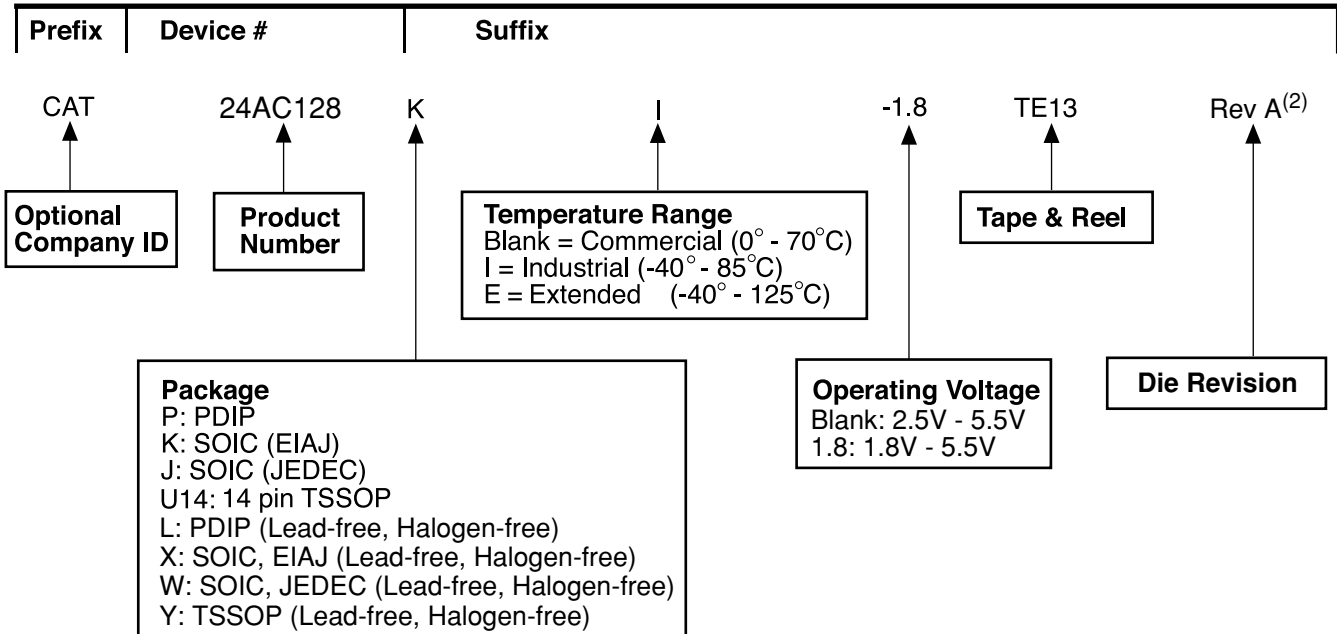 Prefix Device # Suffix
CAT 24AC128 K I -1.8 TE13 Rev A(2)
Optional
Company ID
Product
Number
Temperature Range
Blank = Commercial (0° - 70°C)
I = Industrial (-40° - 85°C)
E = Extended (-40° - 125°C)
Tape & Reel
Package
P: PDIP
K: SOIC (EIAJ)
J: SOIC (JEDEC)
U14: 14 pin TSSOP
L: PDIP (Lead-free, Halogen-free)
X: SOIC, EIAJ (Lead-free, Halogen-free)
W: SOIC, JEDEC (Lead-free, Halogen-free)
Y: TSSOP (Lead-free, Halogen-free)
Operating Voltage
Blank: 2.5V - 5.5V
1.8: 1.8V - 5.5V
Die Revision